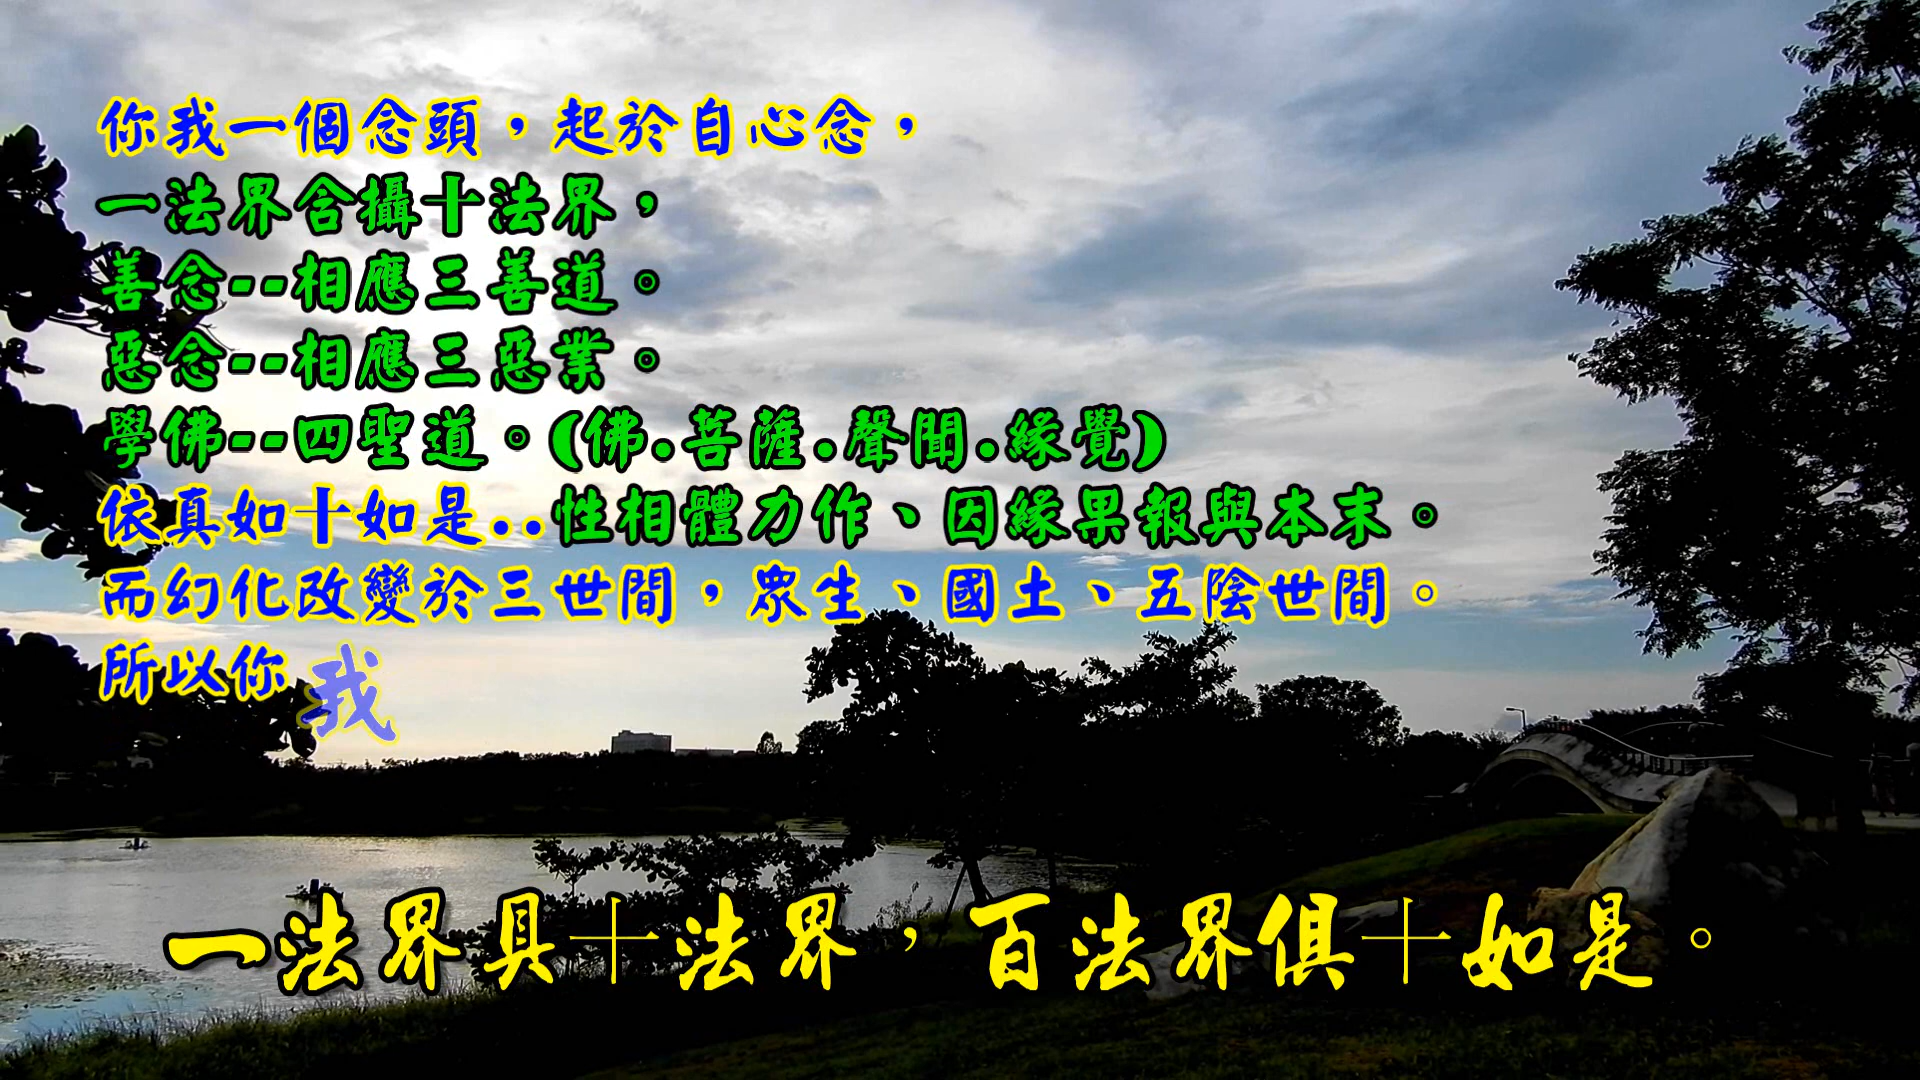 你我一個念頭，起於自心念，
一法界含攝十法界，
善念--相應三善道。
惡念--相應三惡業。
學佛--四聖道。(佛.菩薩.聲聞.緣覺)
依真如十如是..性相體力作、因緣果報與本末。
而幻化改變於三世間，眾生、國土、五陰世間。
所以你我
一法界具十法界，百法界俱十如是。